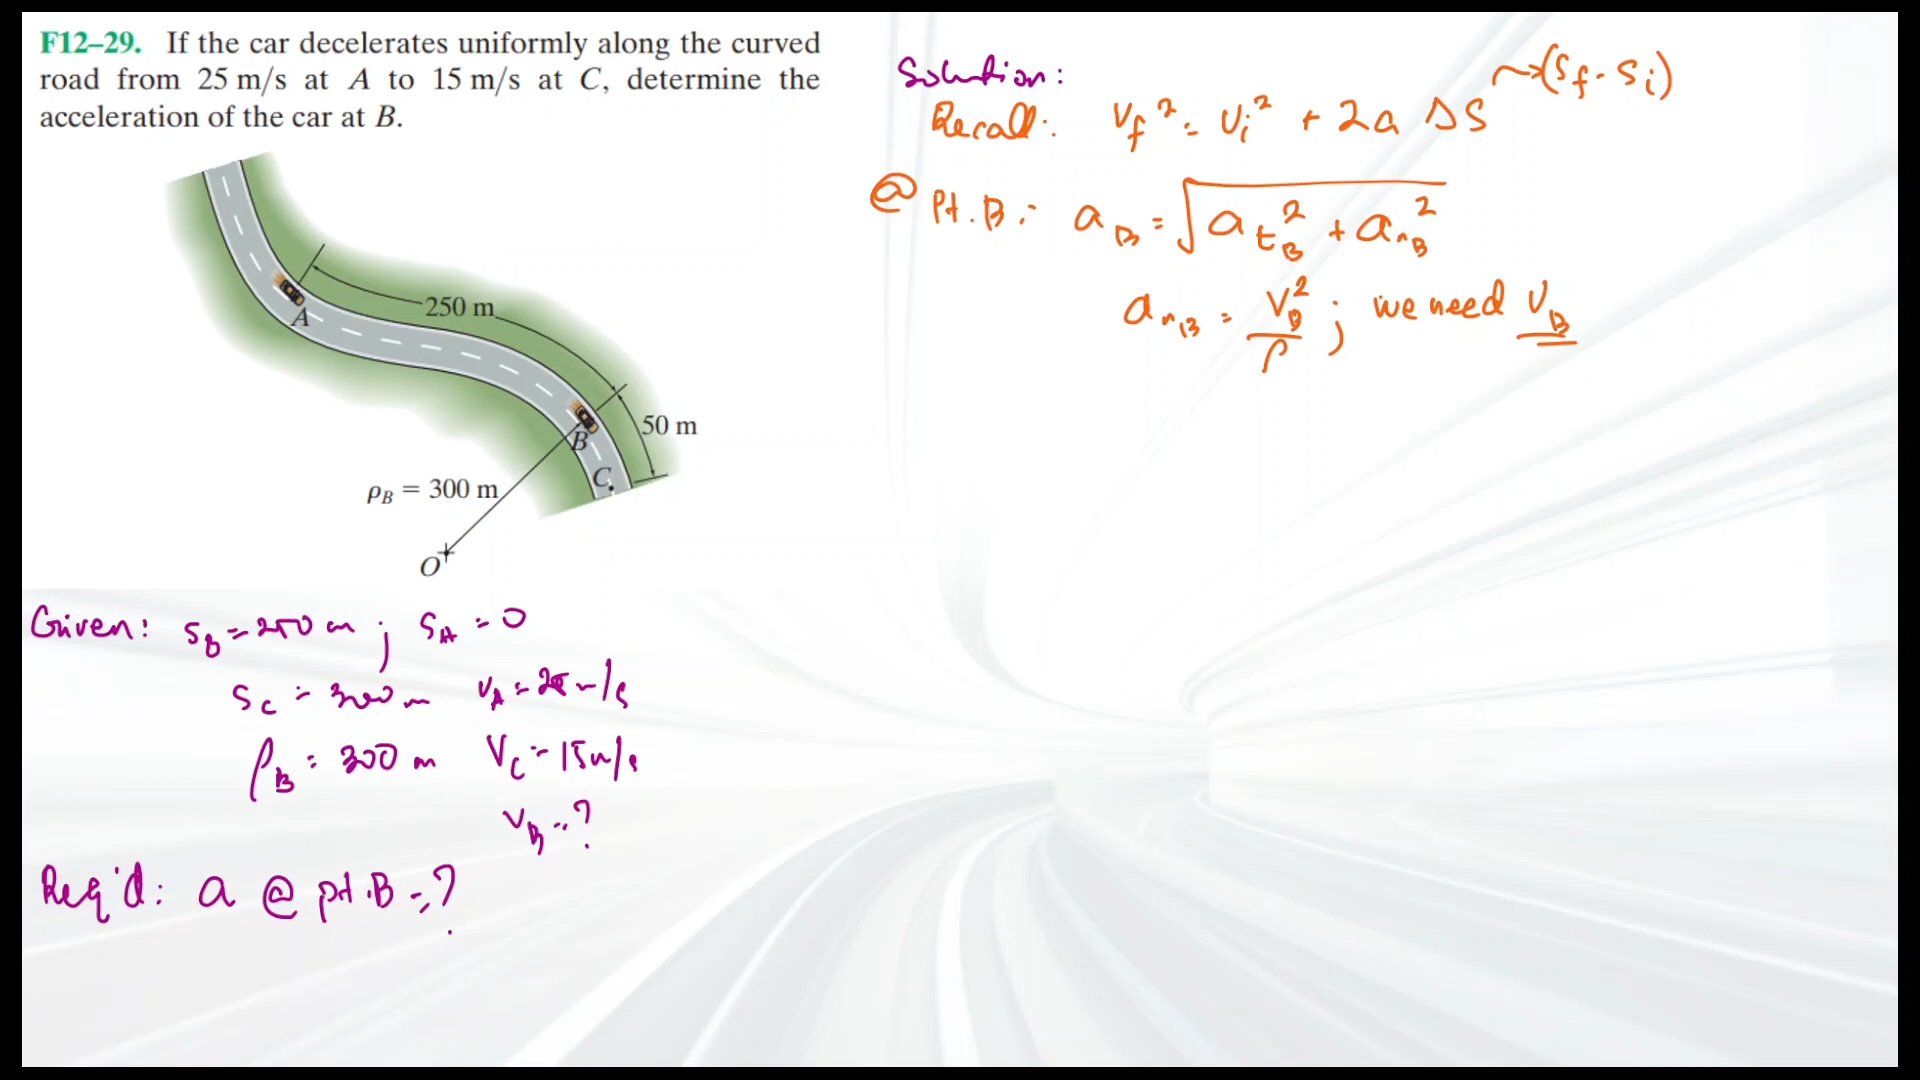 F12–29. If the car decelerates uniformly along the curved
road from 25 m/s at A to 15 m/s at C, determine the
acceleration of the car at B.
A
250 m
B
50 m
C
ρB = 300 m
O
Given: sB = 250 m ; sA = 0
sC = 300 m vA = 25 m/s
ρB = 300 m vC = 15 m/s
vB = ?
Req'd: a @ pt. B = ?
Solution:
Recall: vf² = vi² + 2a Δs → (sf - si)
@ Pt. B: aB = √atB² + anB²
anB = vB²/ρ ; we need vB